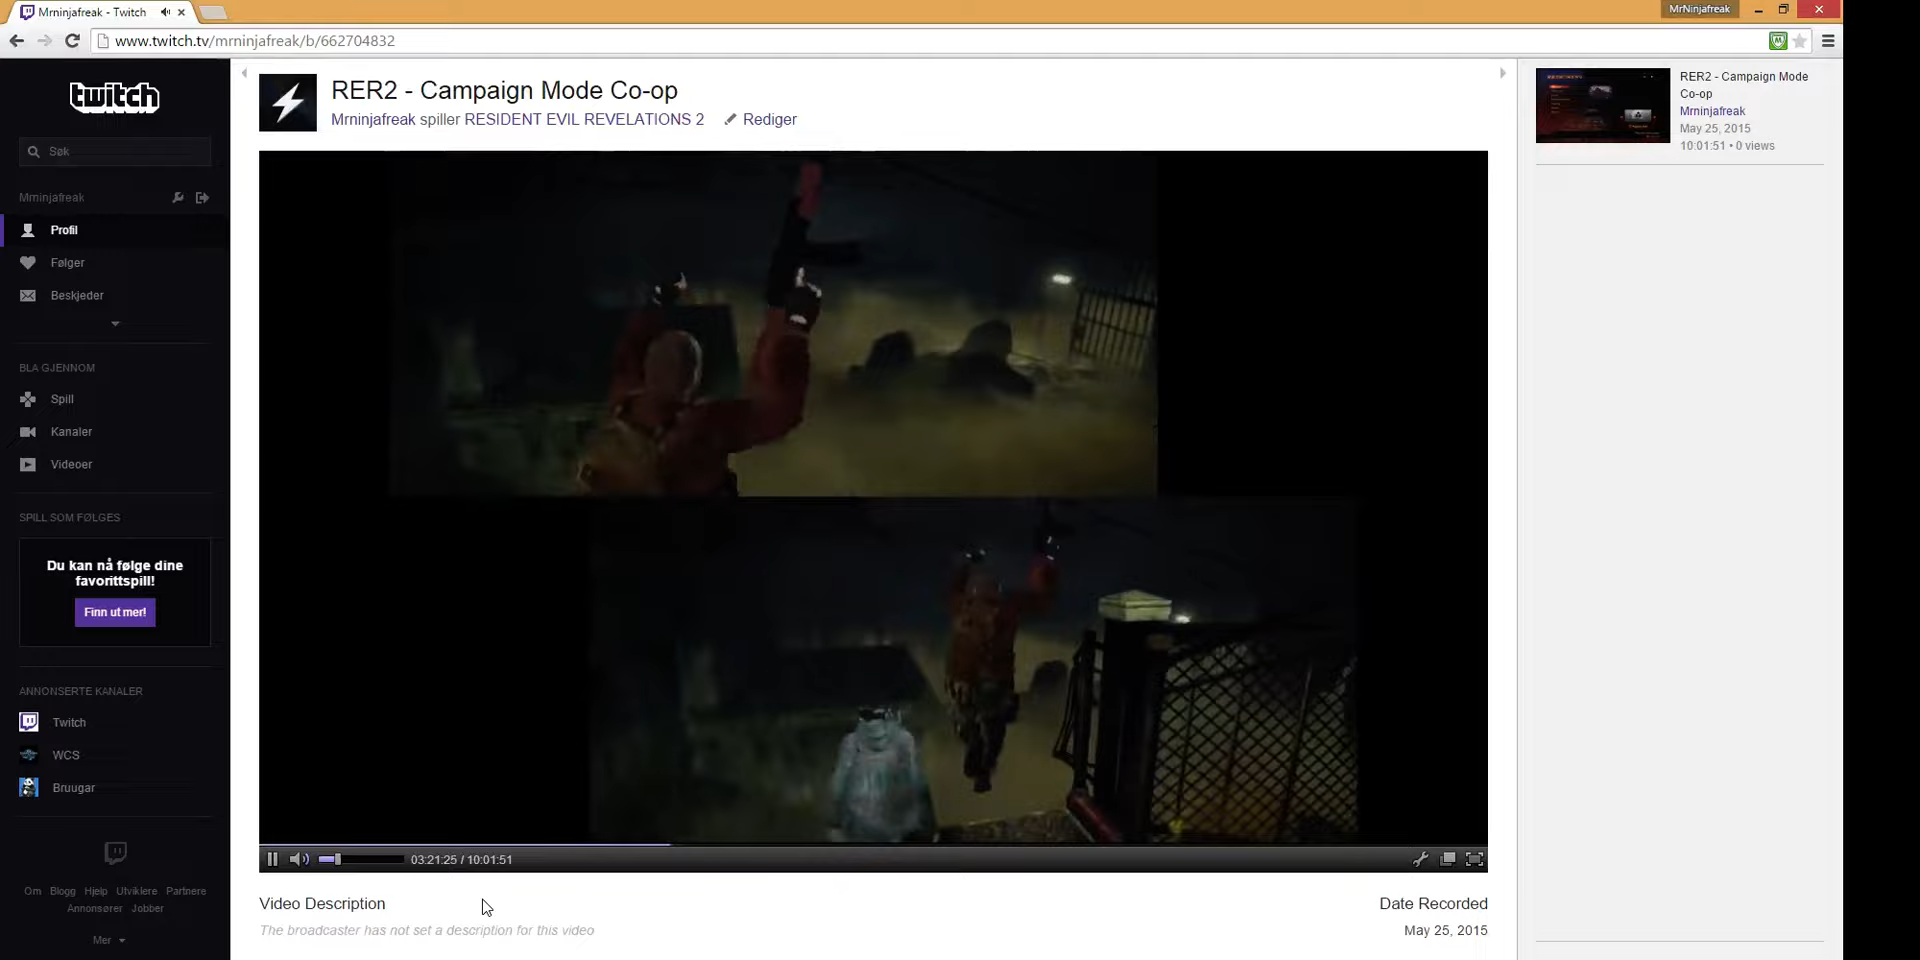 Mrninjafreak - Twitch
MrNinjafreak
www.twitch.tv/mrninjafreak/b/662704832
twitch
Søk
Mrninjafreak
Profil
Følger
Beskjeder
BLA GJENNOM
Spill
Kanaler
Videoer
SPILL SOM FØLGES
Du kan nå følge dine
favorittspill!
Finn ut mer!
ANNONSERTE KANALER
Twitch
WCS
Bruugar
Om Blogg Hjelp Utviklere Partnere
Annonsører Jobber
Mer
RER2 - Campaign Mode Co-op
Mrninjafreak spiller RESIDENT EVIL REVELATIONS 2 Rediger
03:21:25 / 10:01:51
Video Description
The broadcaster has not set a description for this video
Date Recorded
May 25, 2015
RER2 - Campaign Mode
Co-op
Mrninjafreak
May 25, 2015
10:01:51 • 0 views